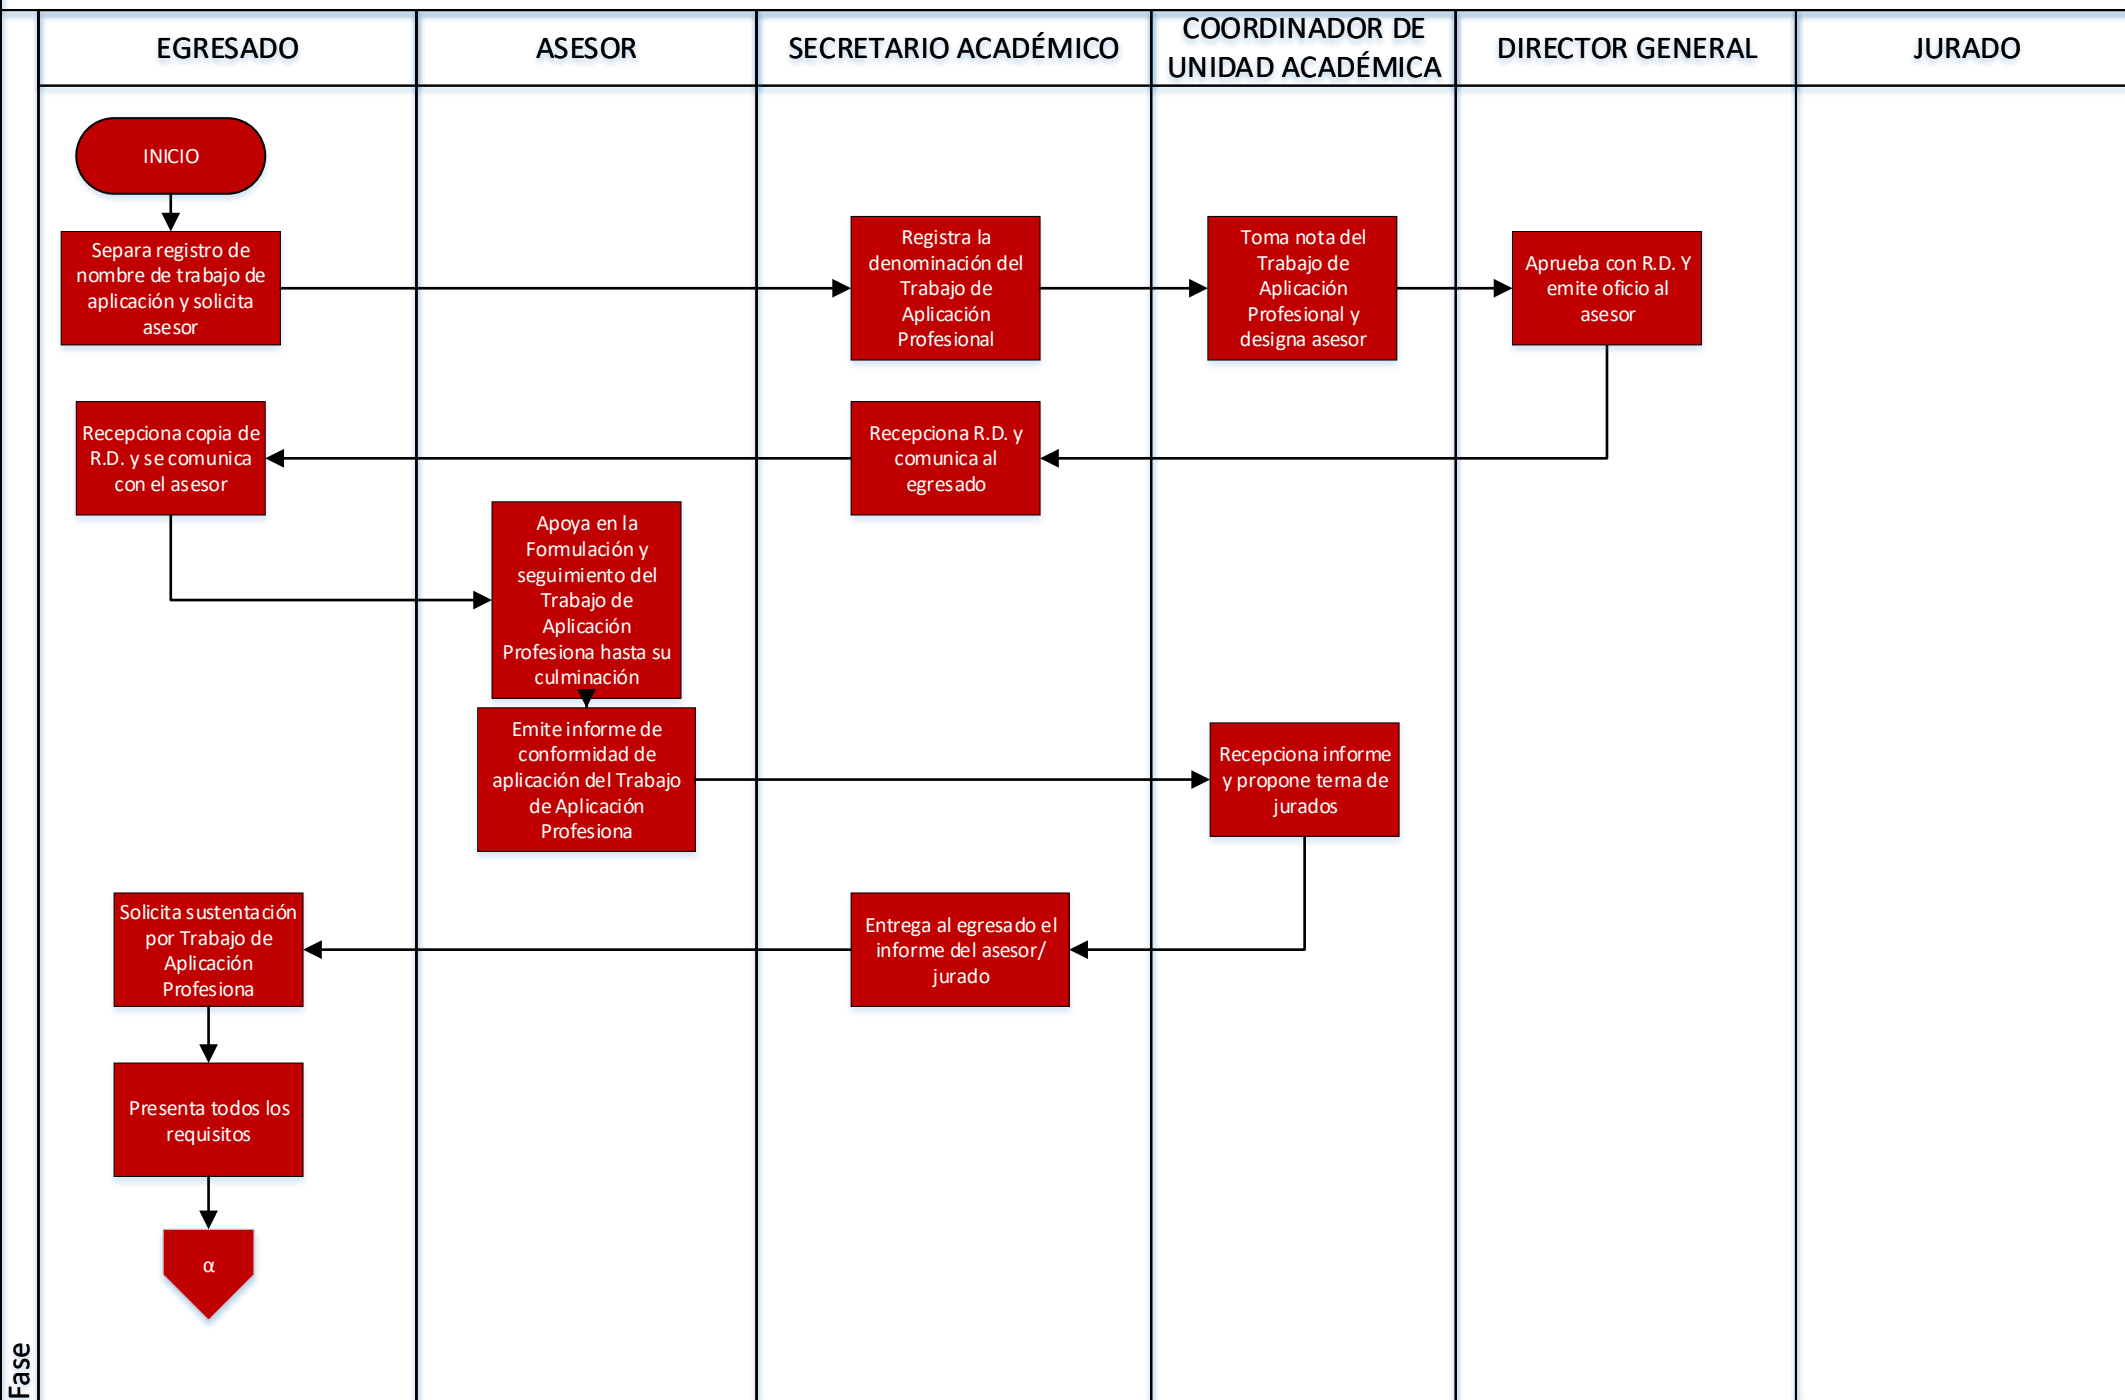 EGRESADO
ASESOR
SECRETARIO ACADÉMICO
COORDINADOR DE
UNIDAD ACADÉMICA
DIRECTOR GENERAL
JURADO
INICIO
Separa registro de
nombre de trabajo de
aplicación y solicita
asesor
Registra la
denominación del
Trabajo de
Aplicación
Profesional
Toma nota del
Trabajo de
Aplicación
Profesional y
designa asesor
Aprueba con R.D. Y
emite oficio al
asesor
Recepciona R.D. y
comunica al
egresado
Recepciona copia de
R.D. y se comunica
con el asesor
Apoya en la
Formulación y
seguimiento del
Trabajo de
Aplicación
Profesiona hasta su
culminación
Emite informe de
conformidad de
aplicación del Trabajo
de Aplicación
Profesiona
Recepciona informe
y propone terna de
jurados
Entrega al egresado el
informe del asesor/
jurado
Solicita sustentación
por Trabajo de
Aplicación
Profesiona
Presenta todos los
requisitos
α
Fase